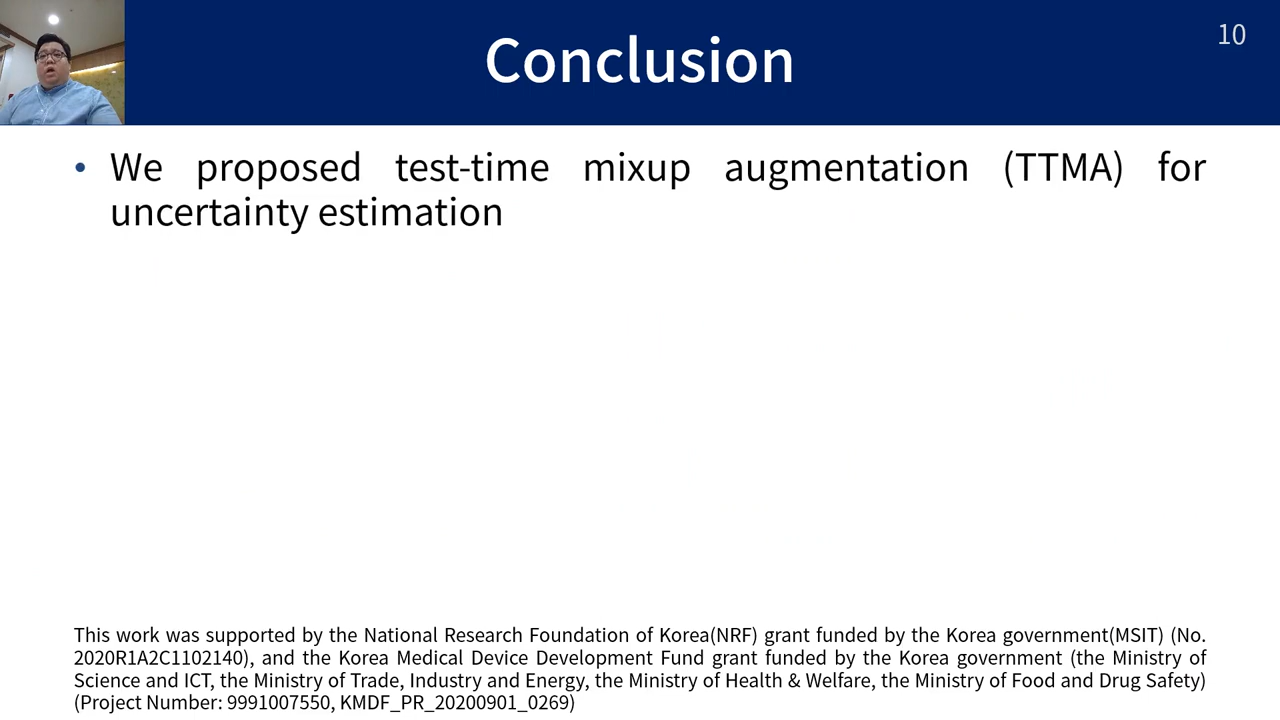 Conclusion
10
• We proposed test-time mixup augmentation (TTMA) for
uncertainty estimation
This work was supported by the National Research Foundation of Korea(NRF) grant funded by the Korea government(MSIT) (No.
2020R1A2C1102140), and the Korea Medical Device Development Fund grant funded by the Korea government (the Ministry of
Science and ICT, the Ministry of Trade, Industry and Energy, the Ministry of Health & Welfare, the Ministry of Food and Drug Safety)
(Project Number: 9991007550, KMDF_PR_20200901_0269)